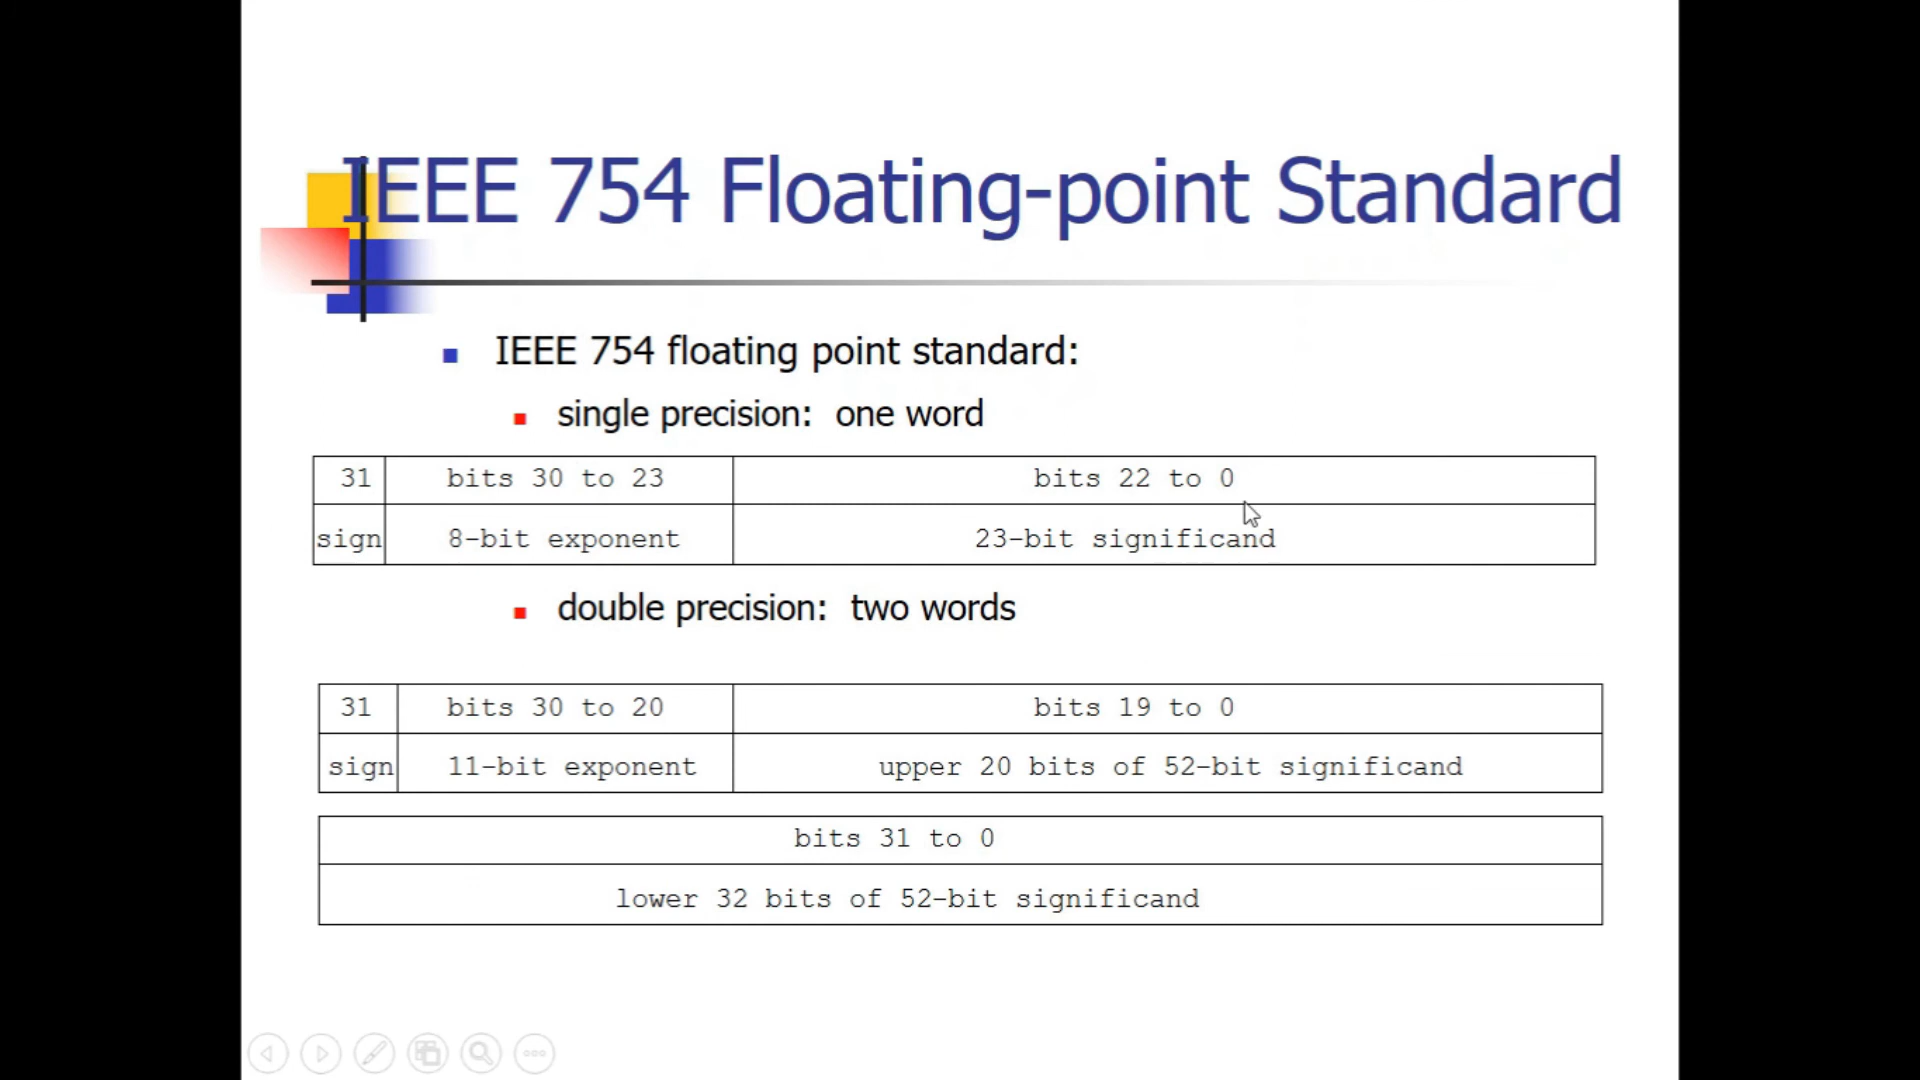 IEEE 754 Floating-point Standard
IEEE 754 floating point standard:
single precision: one word
31 bits 30 to 23 bits 22 to 0
sign 8-bit exponent 23-bit significand
double precision: two words
31 bits 30 to 20 bits 19 to 0
sign 11-bit exponent upper 20 bits of 52-bit significand
bits 31 to 0
lower 32 bits of 52-bit significand